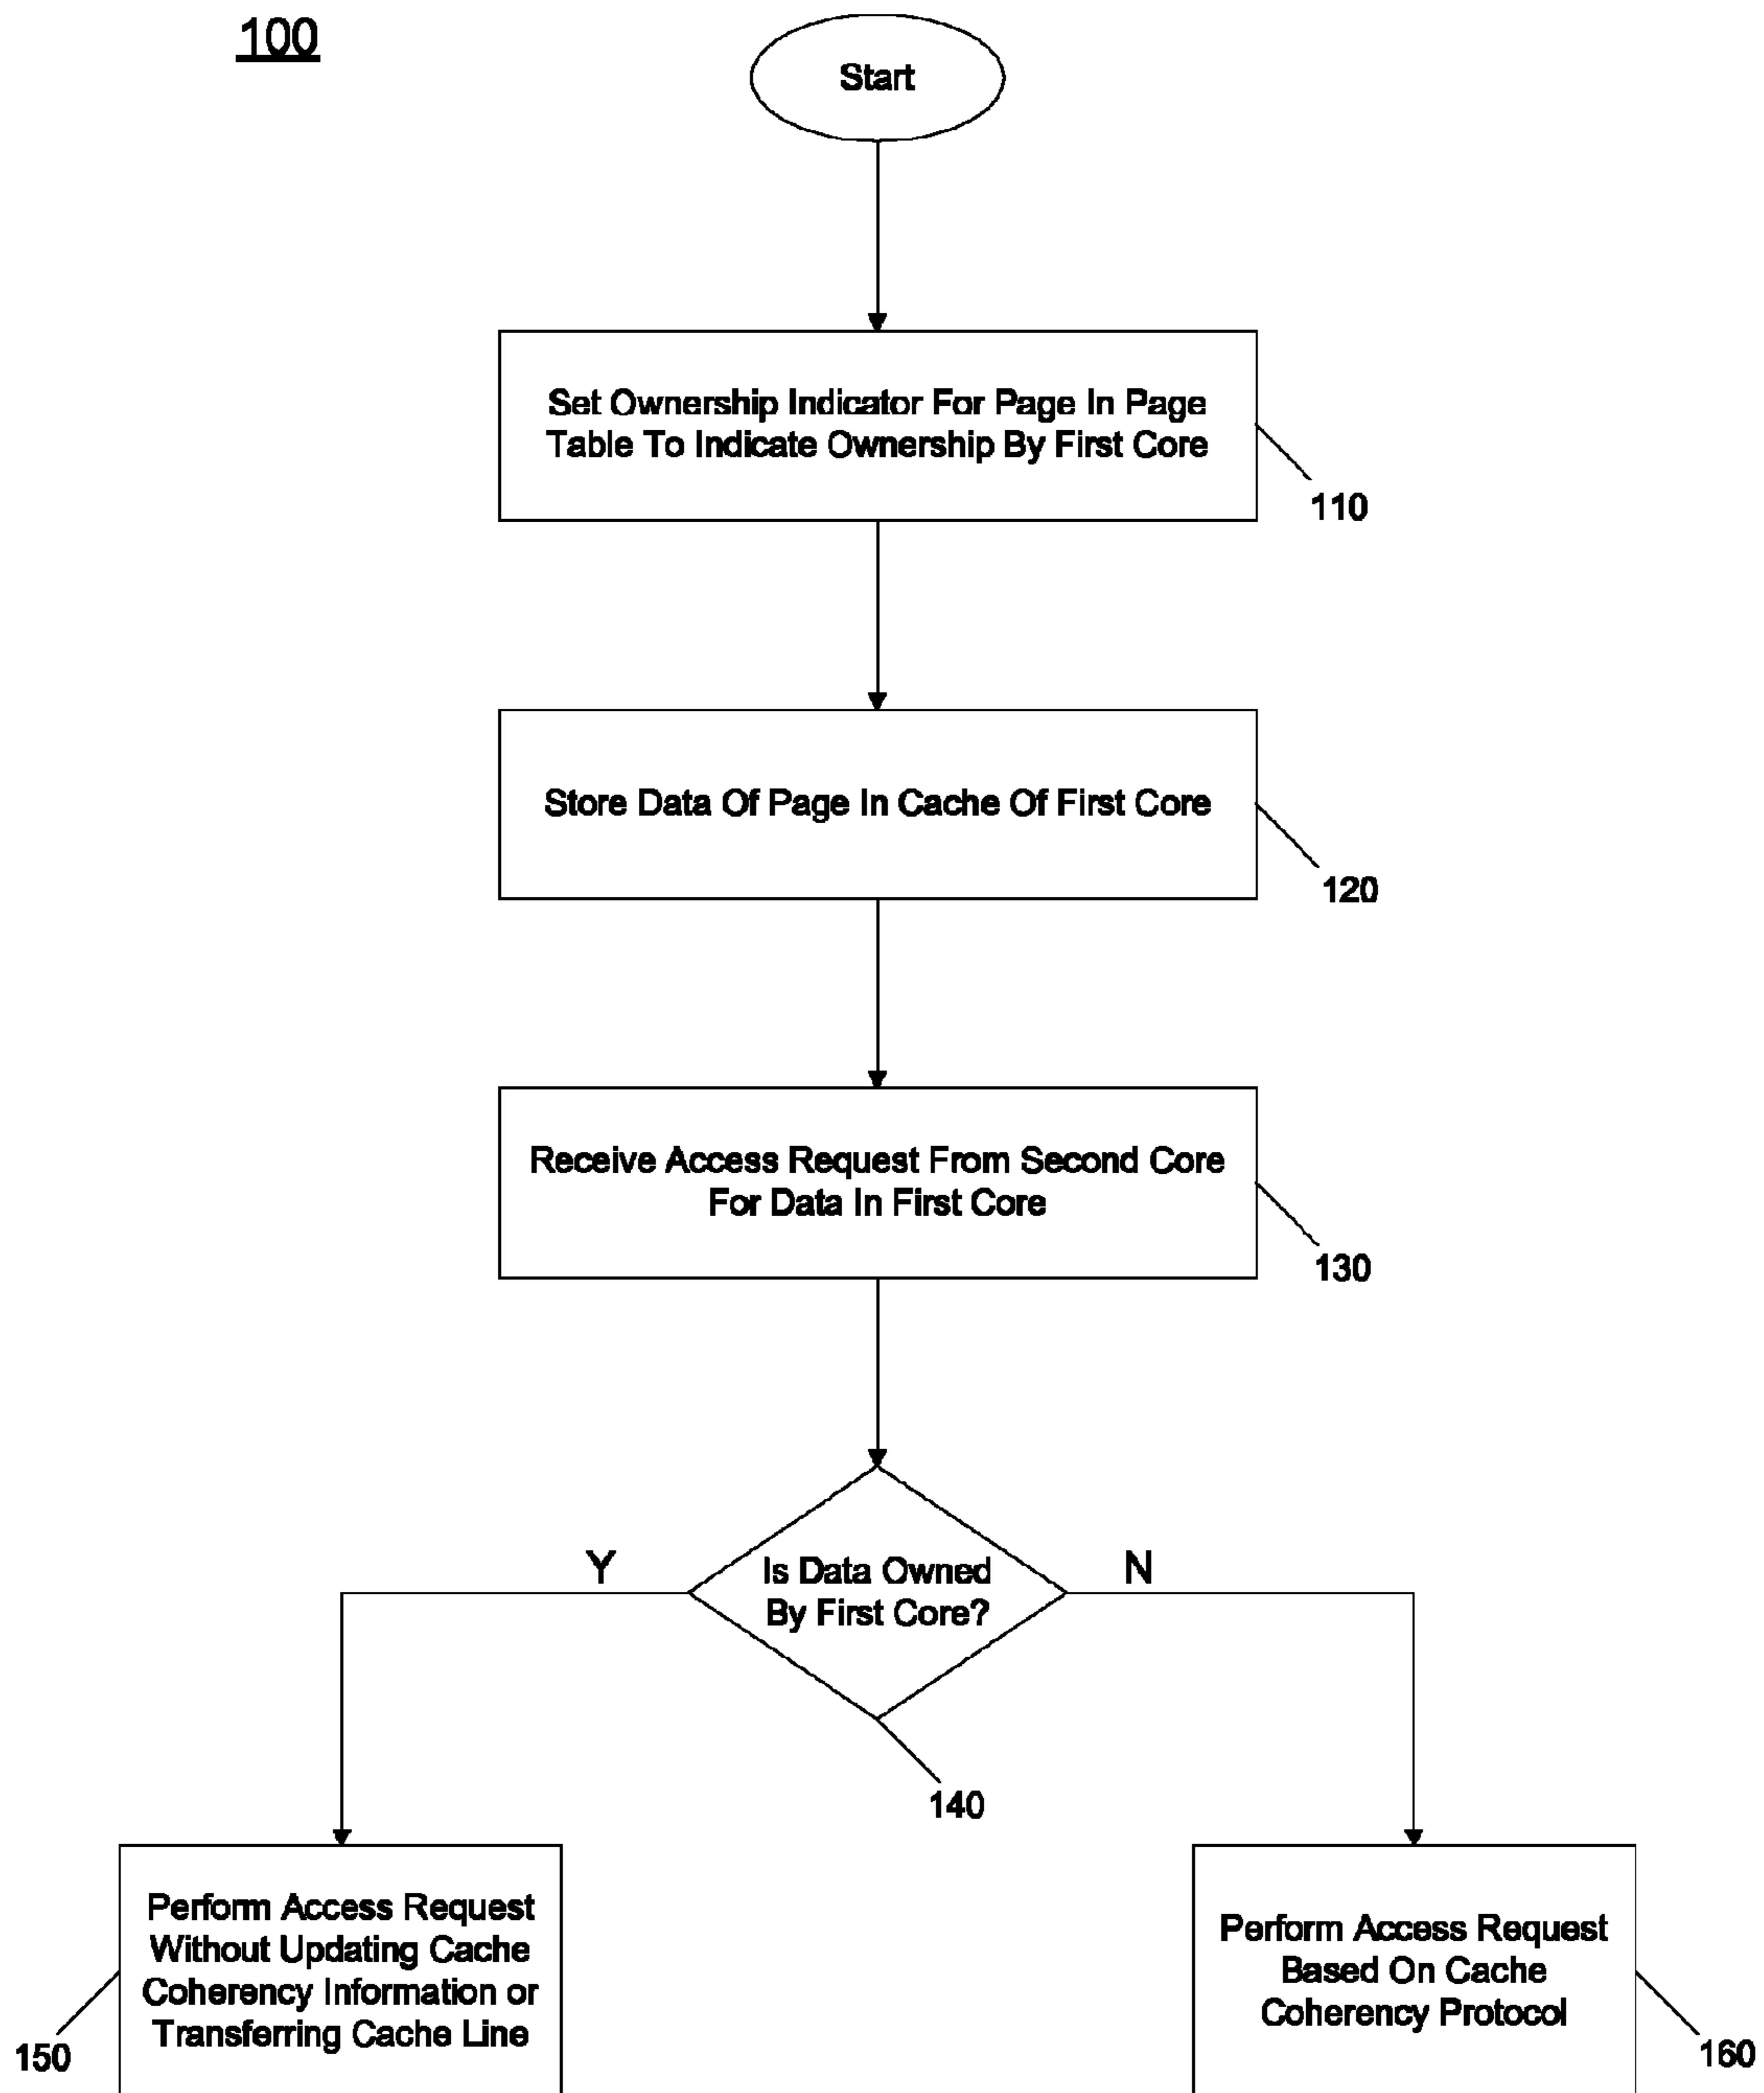 100
Start
Set Ownership Indicator For Page In Page
Table To Indicate Ownership By First Core
110
Store Data Of Page In Cache Of First Core
120
Receive Access Request From Second Core
For Data In First Core
130
Y
Is Data Owned
By First Core?
N
140
Perform Access Request
Without Updating Cache
Coherency Information or
Transferring Cache Line
150
Perform Access Request
Based On Cache
Coherency Protocol
160